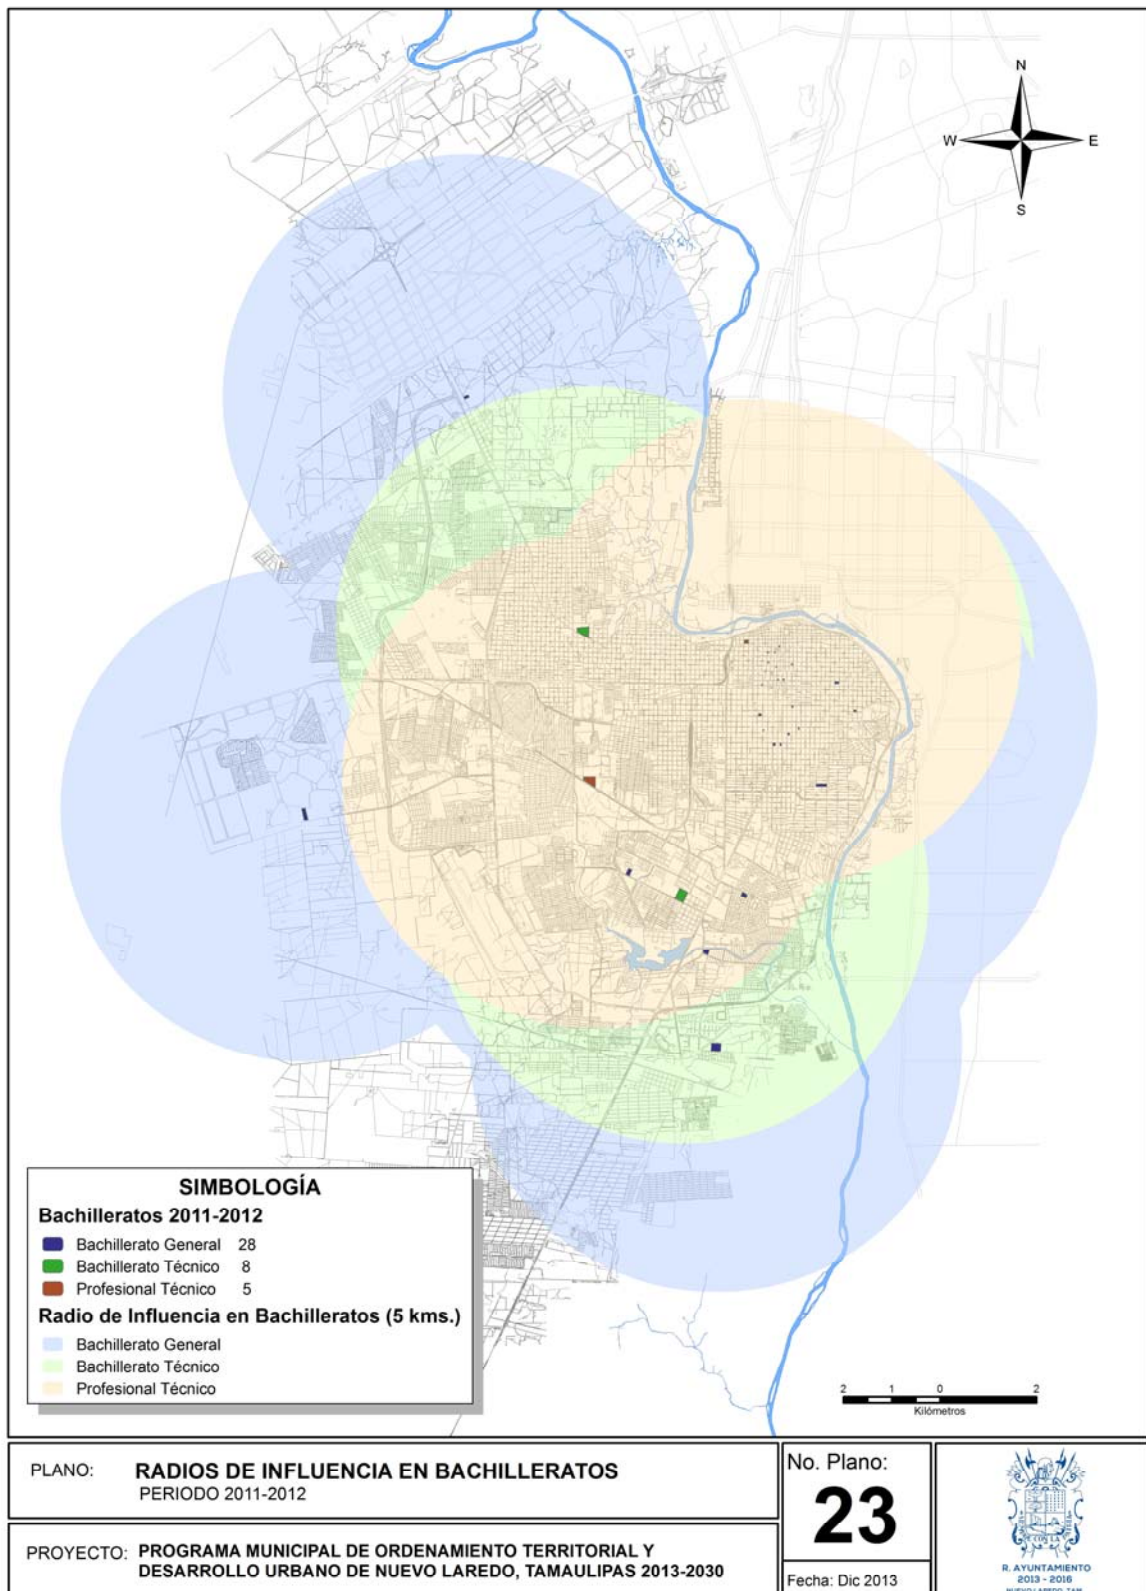 N
W E
S
SIMBOLOGÍA
Bachilleratos 2011-2012
Bachillerato General 28
Bachillerato Técnico 8
Profesional Técnico 5
Radio de Influencia en Bachilleratos (5 kms.)
Bachillerato General
Bachillerato Técnico
Profesional Técnico
2 1 0 2
Kilómetros
PLANO: RADIOS DE INFLUENCIA EN BACHILLERATOS
PERIODO 2011-2012
PROYECTO: PROGRAMA MUNICIPAL DE ORDENAMIENTO TERRITORIAL Y
DESARROLLO URBANO DE NUEVO LAREDO, TAMAULIPAS 2013-2030
No. Plano:
23
Fecha: Dic 2013
R. AYUNTAMIENTO
2013 - 2016
NUEVO LAREDO, TAM.